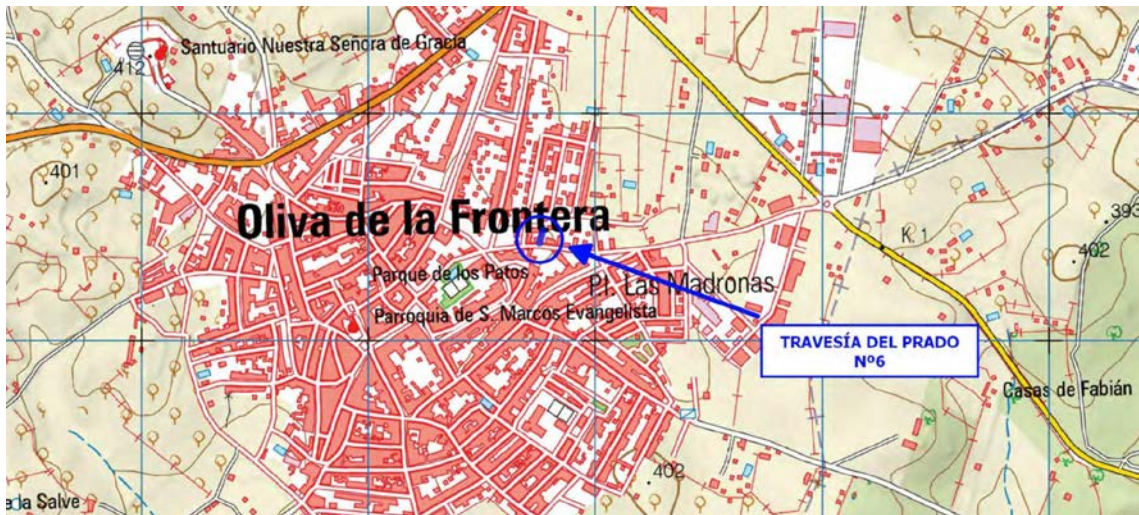 Santuario Nuestra Señora de Gracia
412
401
Oliva de la Frontera
K. 1
402
Parque de los Patos
Pl. Las Madronas
Parroquia de S. Marcos Evangelista
TRAVESÍA DEL PRADO
Nº6
Casas de Fabián
402
la Salve